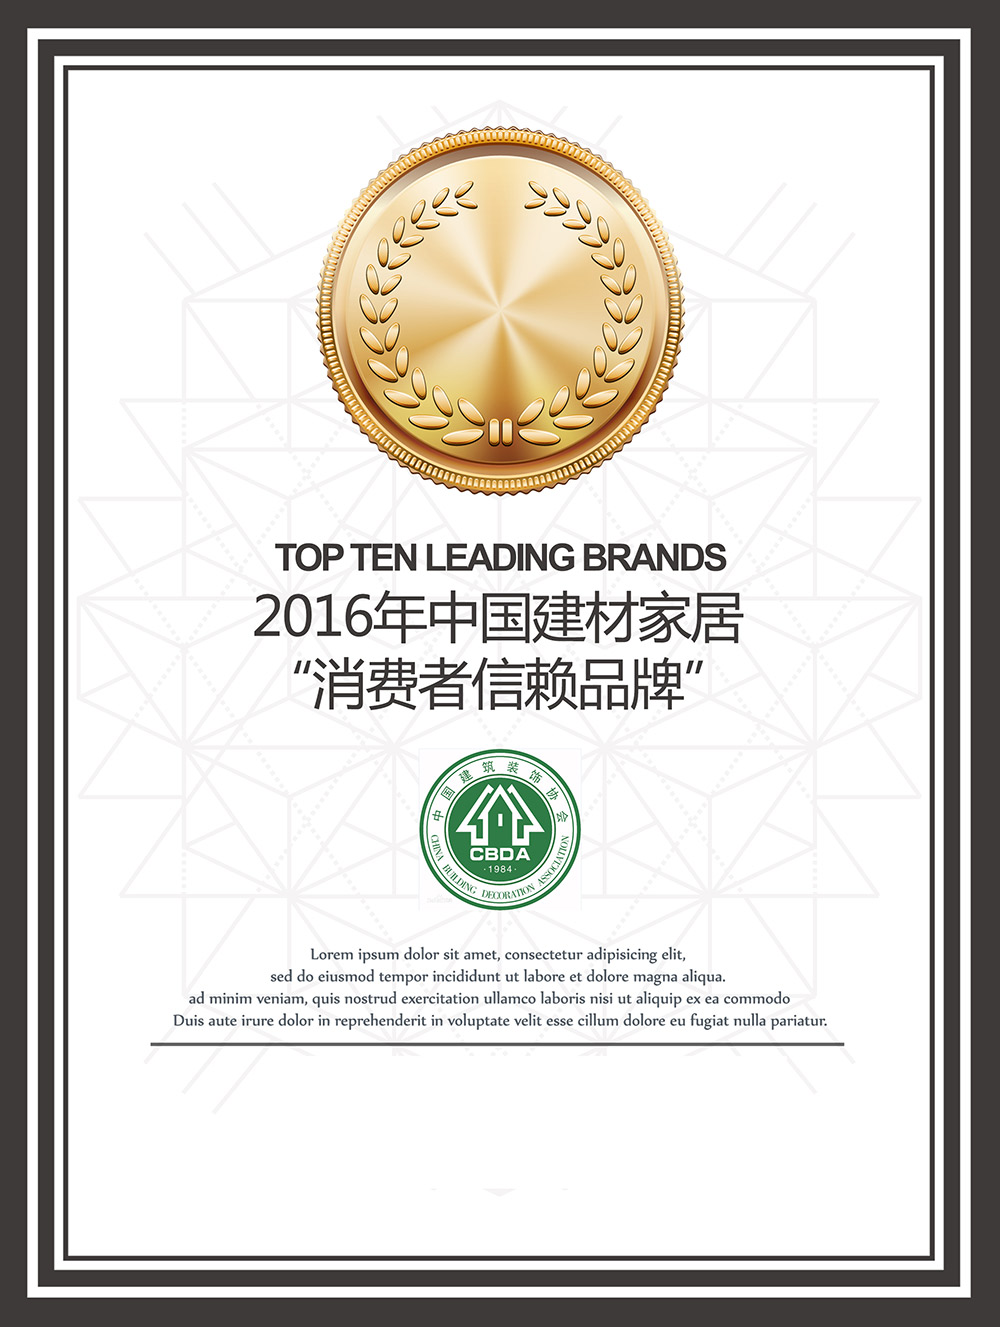 TOP TEN LEADING BRANDS
2016年中国建材家居
“消费者信赖品牌”
中国建筑装饰协会
CBDA
·1984·
CHINA BUILDING DECORATION ASSOCIATION
Lorem ipsum dolor sit amet, consectetur adipisicing elit,
sed do eiusmod tempor incididunt ut labore et dolore magna aliqua.
ad minim veniam, quis nostrud exercitation ullamco laboris nisi ut aliquip ex ea commodo
Duis aute irure dolor in reprehenderit in voluptate velit esse cillum dolore eu fugiat nulla pariatur.